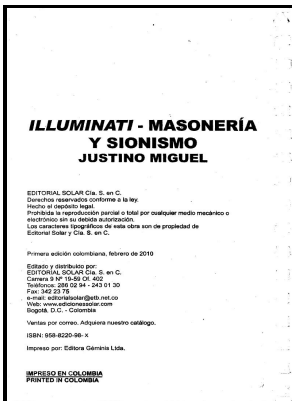 ILLUMINATI - MASONERÍA
Y SIONISMO
JUSTINO MIGUEL
EDITORIAL SOLAR Cía. S. en C.
Derechos reservados conforme a la ley.
Hecho el depósito legal.
Prohibida la reproducción parcial o total por cualquier medio mecánico o
electrónico sin su debida autorización.
Los caracteres tipográficos de esta obra son de propiedad de
Editorial Solar y Cía. S. en C.
Primera edición colombiana, febrero de 2010
Editado y distribuido por:
EDITORIAL SOLAR Cía. S. en C.
Carrera 9 Nº 19-59 Of. 402
Teléfonos: 286 02 94 - 243 01 30
Fax: 342 23 75
e-mail: editorialsolar@etb.net.co
Web: www.edicionessolar.com
Bogotá, D.C. - Colombia
Ventas por correo. Adquiera nuestro catálogo.
ISBN: 958-8220-98- X
Impreso por: Editora Géminis Ltda.
IMPRESO EN COLOMBIA
PRINTED IN COLOMBIA